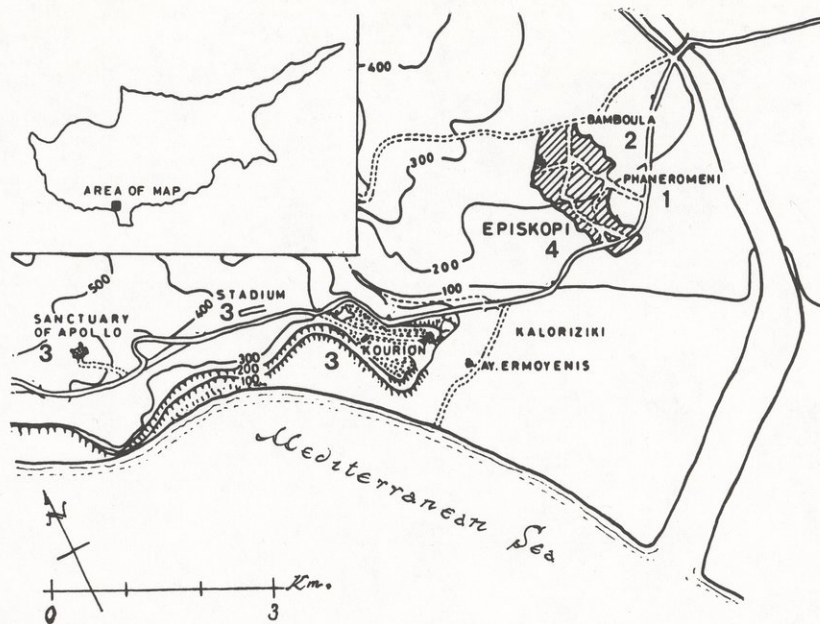 400
BAMBOULA
2
300
PHANEROMENI
1
AREA OF MAP
EPISKOPI
4
200
500
100
STADIUM
3
400
SANCTUARY
OF APOLLO
3
KALORIZIKI
KOURION
300
200
100
3
AY. ERMOYENIS
Mediterranean Sea
N
Km.
0
3